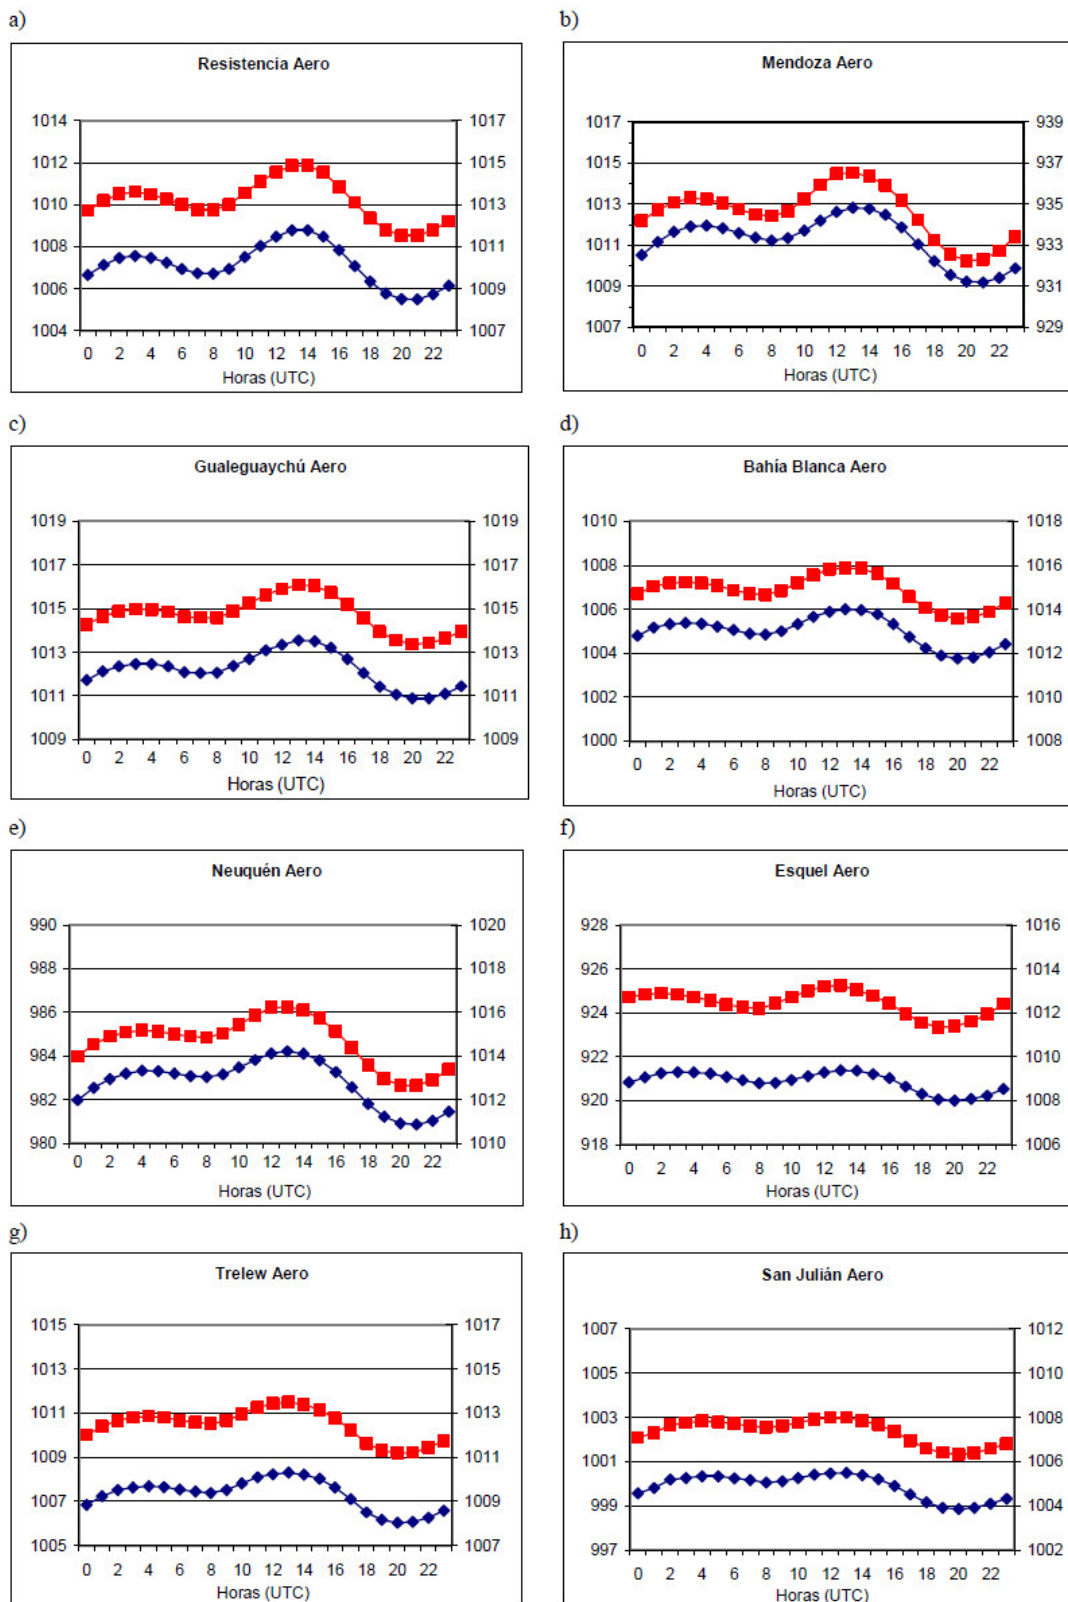 a)
Resistencia Aero
1014 1017
1012 1015
1010 1013
1008 1011
1006 1009
1004 1007
0 2 4 6 8 10 12 14 16 18 20 22
Horas (UTC)
b)
Mendoza Aero
1017 939
1015 937
1013 935
1011 933
1009 931
1007 929
0 2 4 6 8 10 12 14 16 18 20 22
Horas (UTC)
c)
Gualeguaychú Aero
1019 1019
1017 1017
1015 1015
1013 1013
1011 1011
1009 1009
0 2 4 6 8 10 12 14 16 18 20 22
Horas (UTC)
d)
Bahía Blanca Aero
1010 1018
1008 1016
1006 1014
1004 1012
1002 1010
1000 1008
0 2 4 6 8 10 12 14 16 18 20 22
Horas (UTC)
e)
Neuquén Aero
990 1020
988 1018
986 1016
984 1014
982 1012
980 1010
0 2 4 6 8 10 12 14 16 18 20 22
Horas (UTC)
f)
Esquel Aero
928 1016
926 1014
924 1012
922 1010
920 1008
918 1006
0 2 4 6 8 10 12 14 16 18 20 22
Horas (UTC)
g)
Trelew Aero
1015 1017
1013 1015
1011 1013
1009 1011
1007 1009
1005 1007
0 2 4 6 8 10 12 14 16 18 20 22
Horas (UTC)
h)
San Julián Aero
1007 1012
1005 1010
1003 1008
1001 1006
999 1004
997 1002
0 2 4 6 8 10 12 14 16 18 20 22
Horas (UTC)